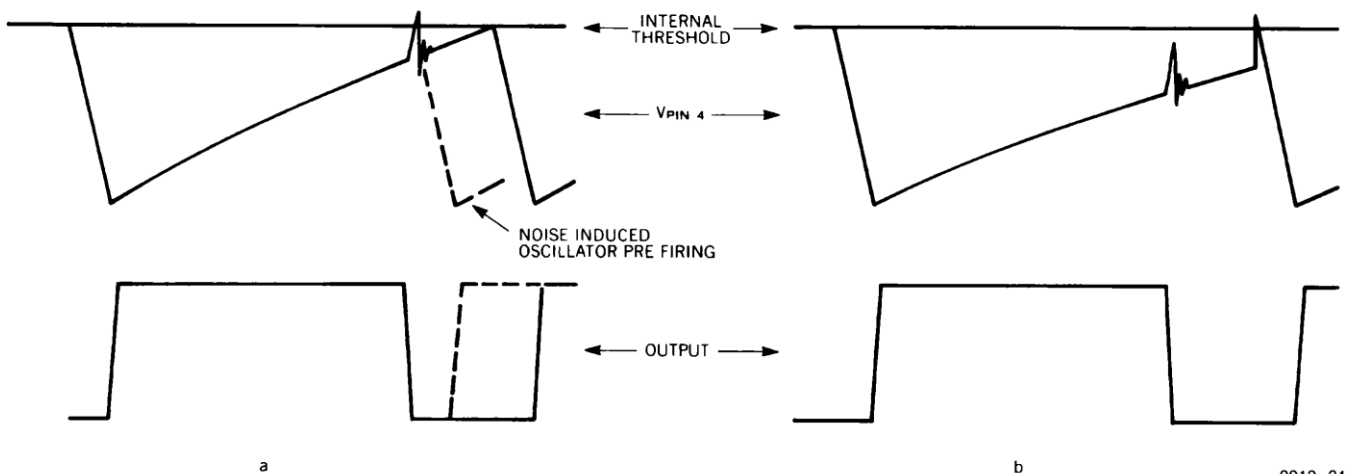 INTERNAL
THRESHOLD
VPIN 4
NOISE INDUCED
OSCILLATOR PRE FIRING
OUTPUT
a
b